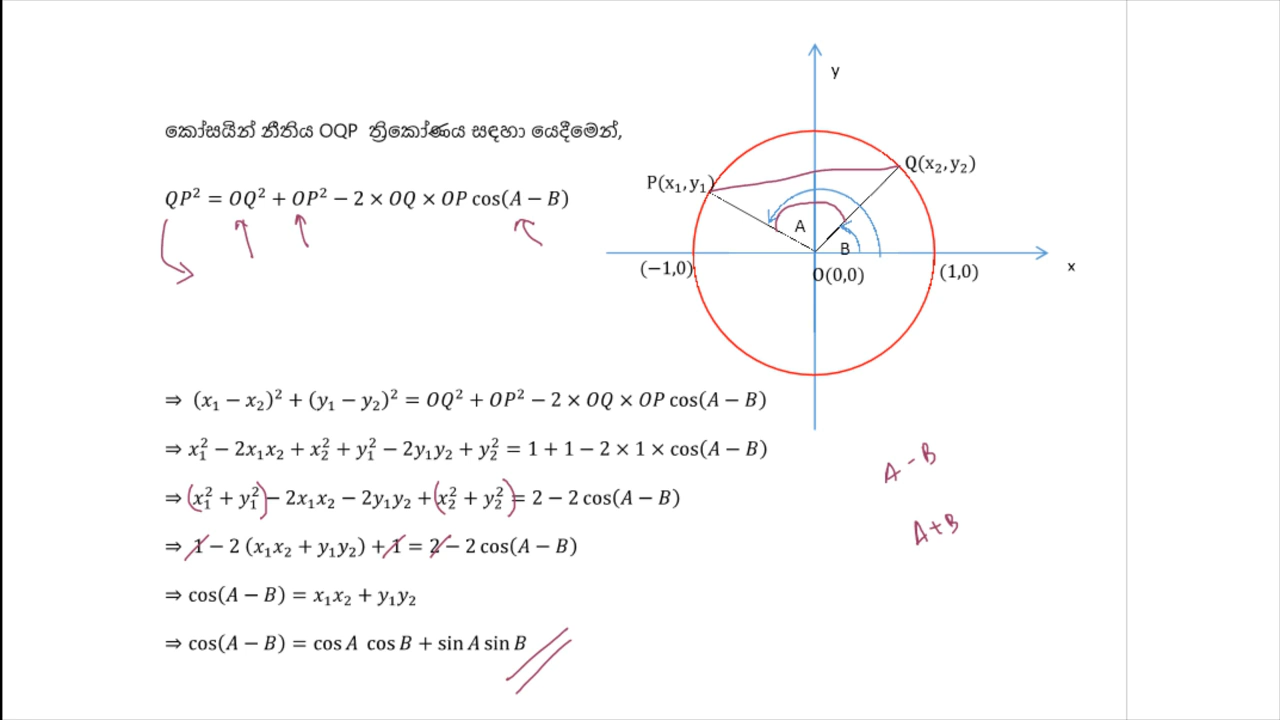 කෝසයින් නීතිය OQP ත්‍රිකෝණය සඳහා යෙදීමෙන්,
QP² = OQ² + OP² − 2 × OQ × OP cos(A − B)
y
Q(x₂,y₂)
P(x₁,y₁)
A
B
(−1,0)
O(0,0)
(1,0)
x
⇒ (x₁ − x₂)² + (y₁ − y₂)² = OQ² + OP² − 2 × OQ × OP cos(A − B)
⇒ x₁² − 2x₁x₂ + x₂² + y₁² − 2y₁y₂ + y₂² = 1 + 1 − 2 × 1 × cos(A − B)
⇒ (x₁² + y₁²) − 2x₁x₂ − 2y₁y₂ + (x₂² + y₂²) = 2 − 2 cos(A − B)
⇒ 1 − 2 (x₁x₂ + y₁y₂) + 1 = 2 − 2 cos(A − B)
⇒ cos(A − B) = x₁x₂ + y₁y₂
⇒ cos(A − B) = cos A cos B + sin A sin B
A − B
A + B